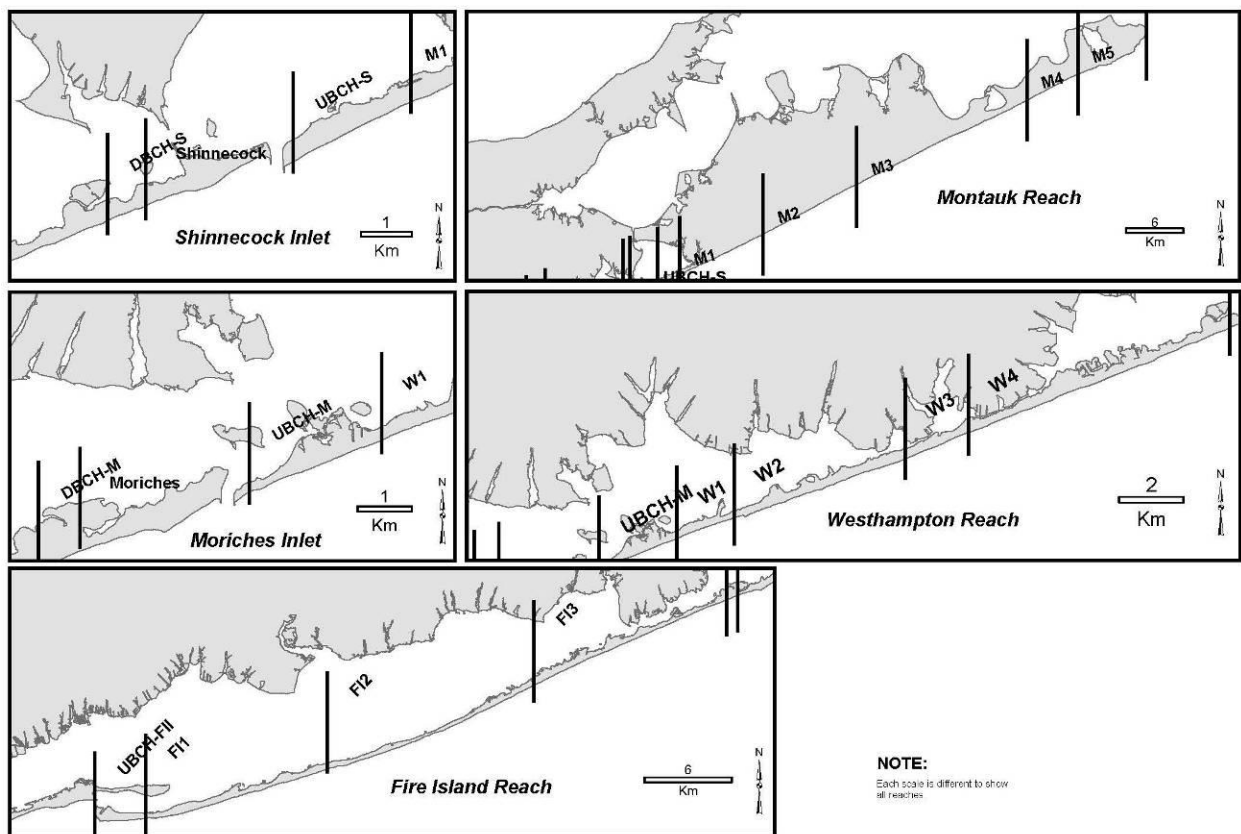 M1
UBCH-S
DBCH-S
Shinnecock
1
Km
N
Shinnecock Inlet
M5
M4
M3
M2
M1
UBCH-S
Montauk Reach
6
Km
N
W1
UBCH-M
DBCH-M
Moriches
1
Km
N
Moriches Inlet
W4
W3
W2
W1
UBCH-M
2
Km
N
Westhampton Reach
FI3
FI2
FI1
UBCH-FII
6
Km
N
Fire Island Reach
NOTE:
Each scale is different to show
all reaches